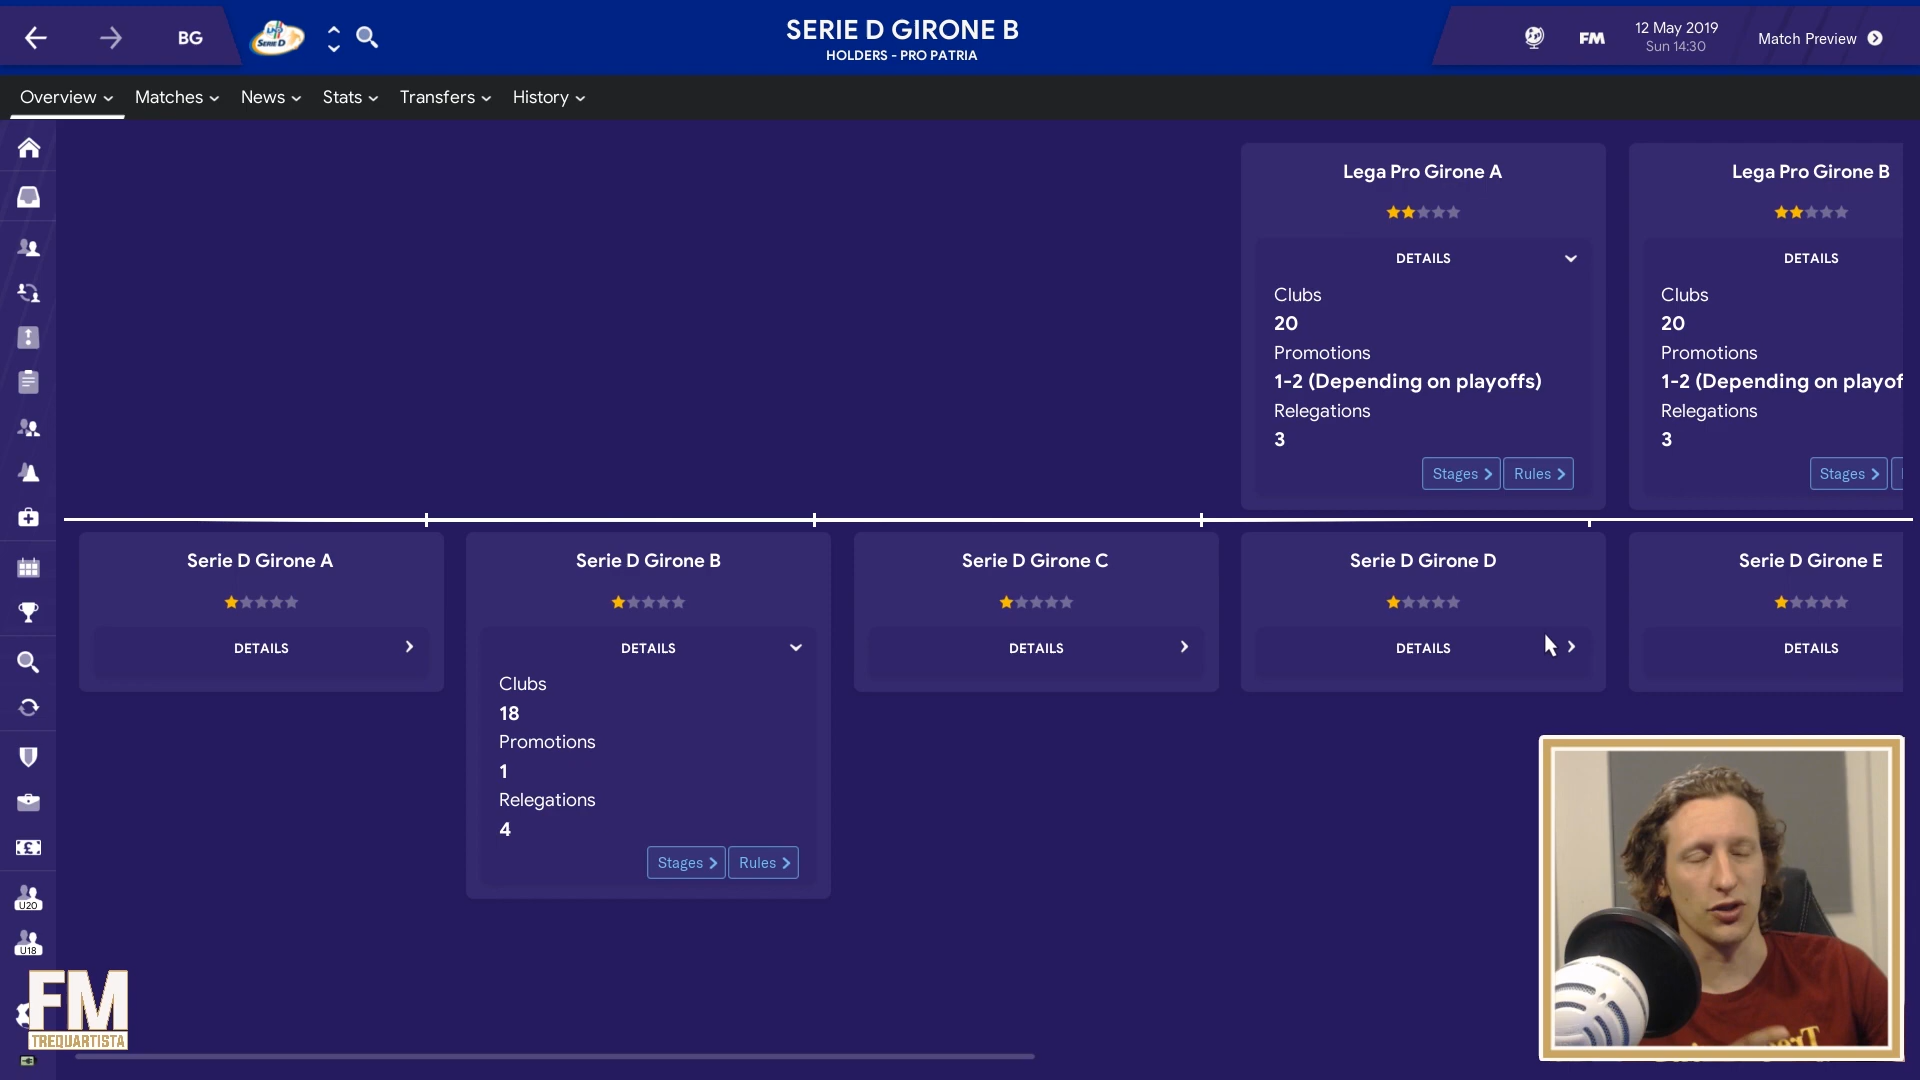 BG
SERIE D
SERIE D GIRONE B
HOLDERS - PRO PATRIA
FM
12 May 2019
Sun 14:30
Match Preview
Overview
Matches
News
Stats
Transfers
History
Lega Pro Girone A
DETAILS
Clubs
20
Promotions
1-2 (Depending on playoffs)
Relegations
3
Stages
Rules
Lega Pro Girone B
DETAILS
Clubs
20
Promotions
1-2 (Depending on playof
Relegations
3
Stages
Serie D Girone A
DETAILS
Serie D Girone B
DETAILS
Clubs
18
Promotions
1
Relegations
4
Stages
Rules
Serie D Girone C
DETAILS
Serie D Girone D
DETAILS
Serie D Girone E
DETAILS
U20
U18
FM
TREQUARTISTA